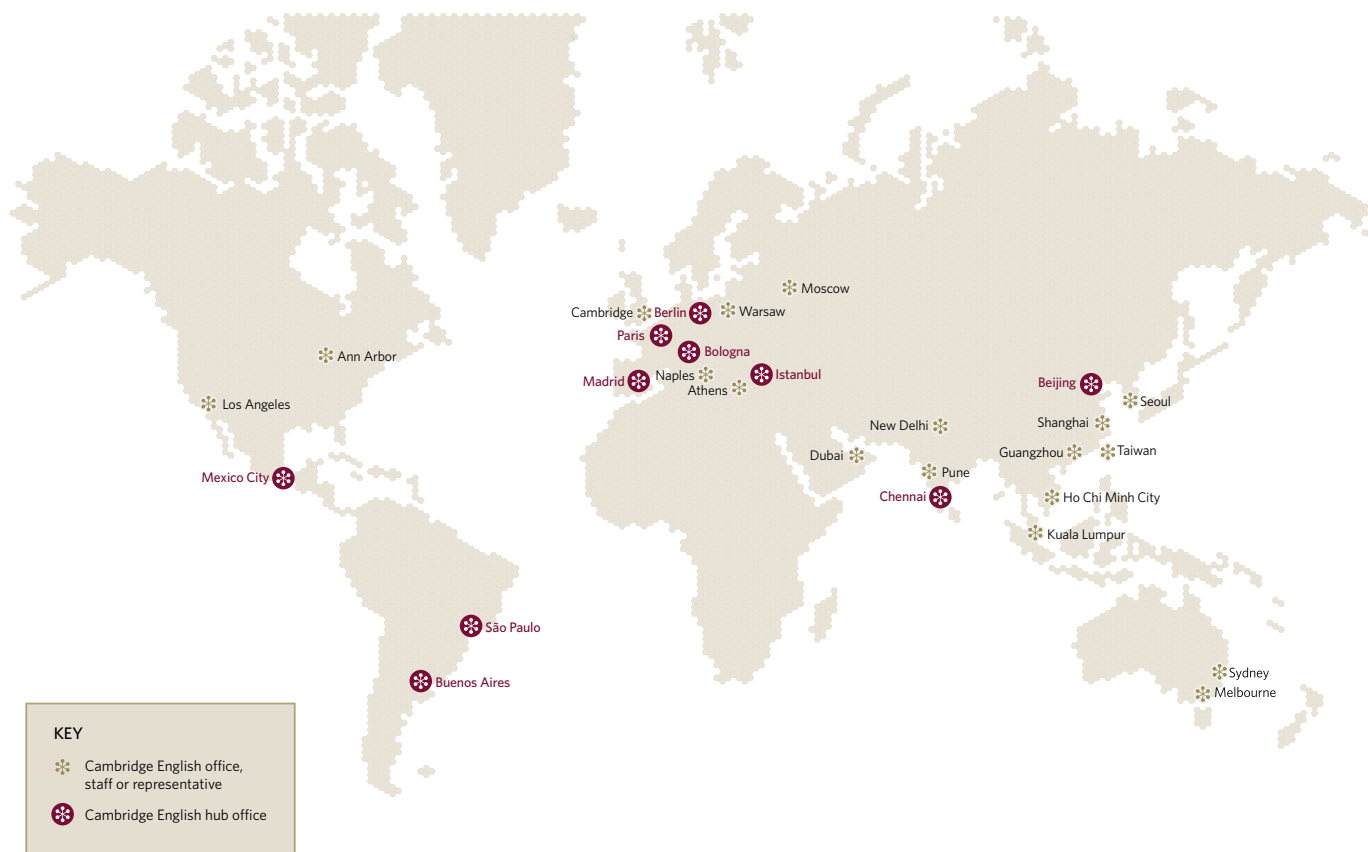 Moscow
Cambridge
Berlin
Warsaw
Paris
Bologna
Ann Arbor
Naples
Istanbul
Madrid
Athens
Beijing
Seoul
Los Angeles
Shanghai
New Delhi
Guangzhou
Taiwan
Dubai
Pune
Mexico City
Chennai
Ho Chi Minh City
Kuala Lumpur
São Paulo
Sydney
Buenos Aires
Melbourne
KEY
Cambridge English office,
staff or representative
Cambridge English hub office